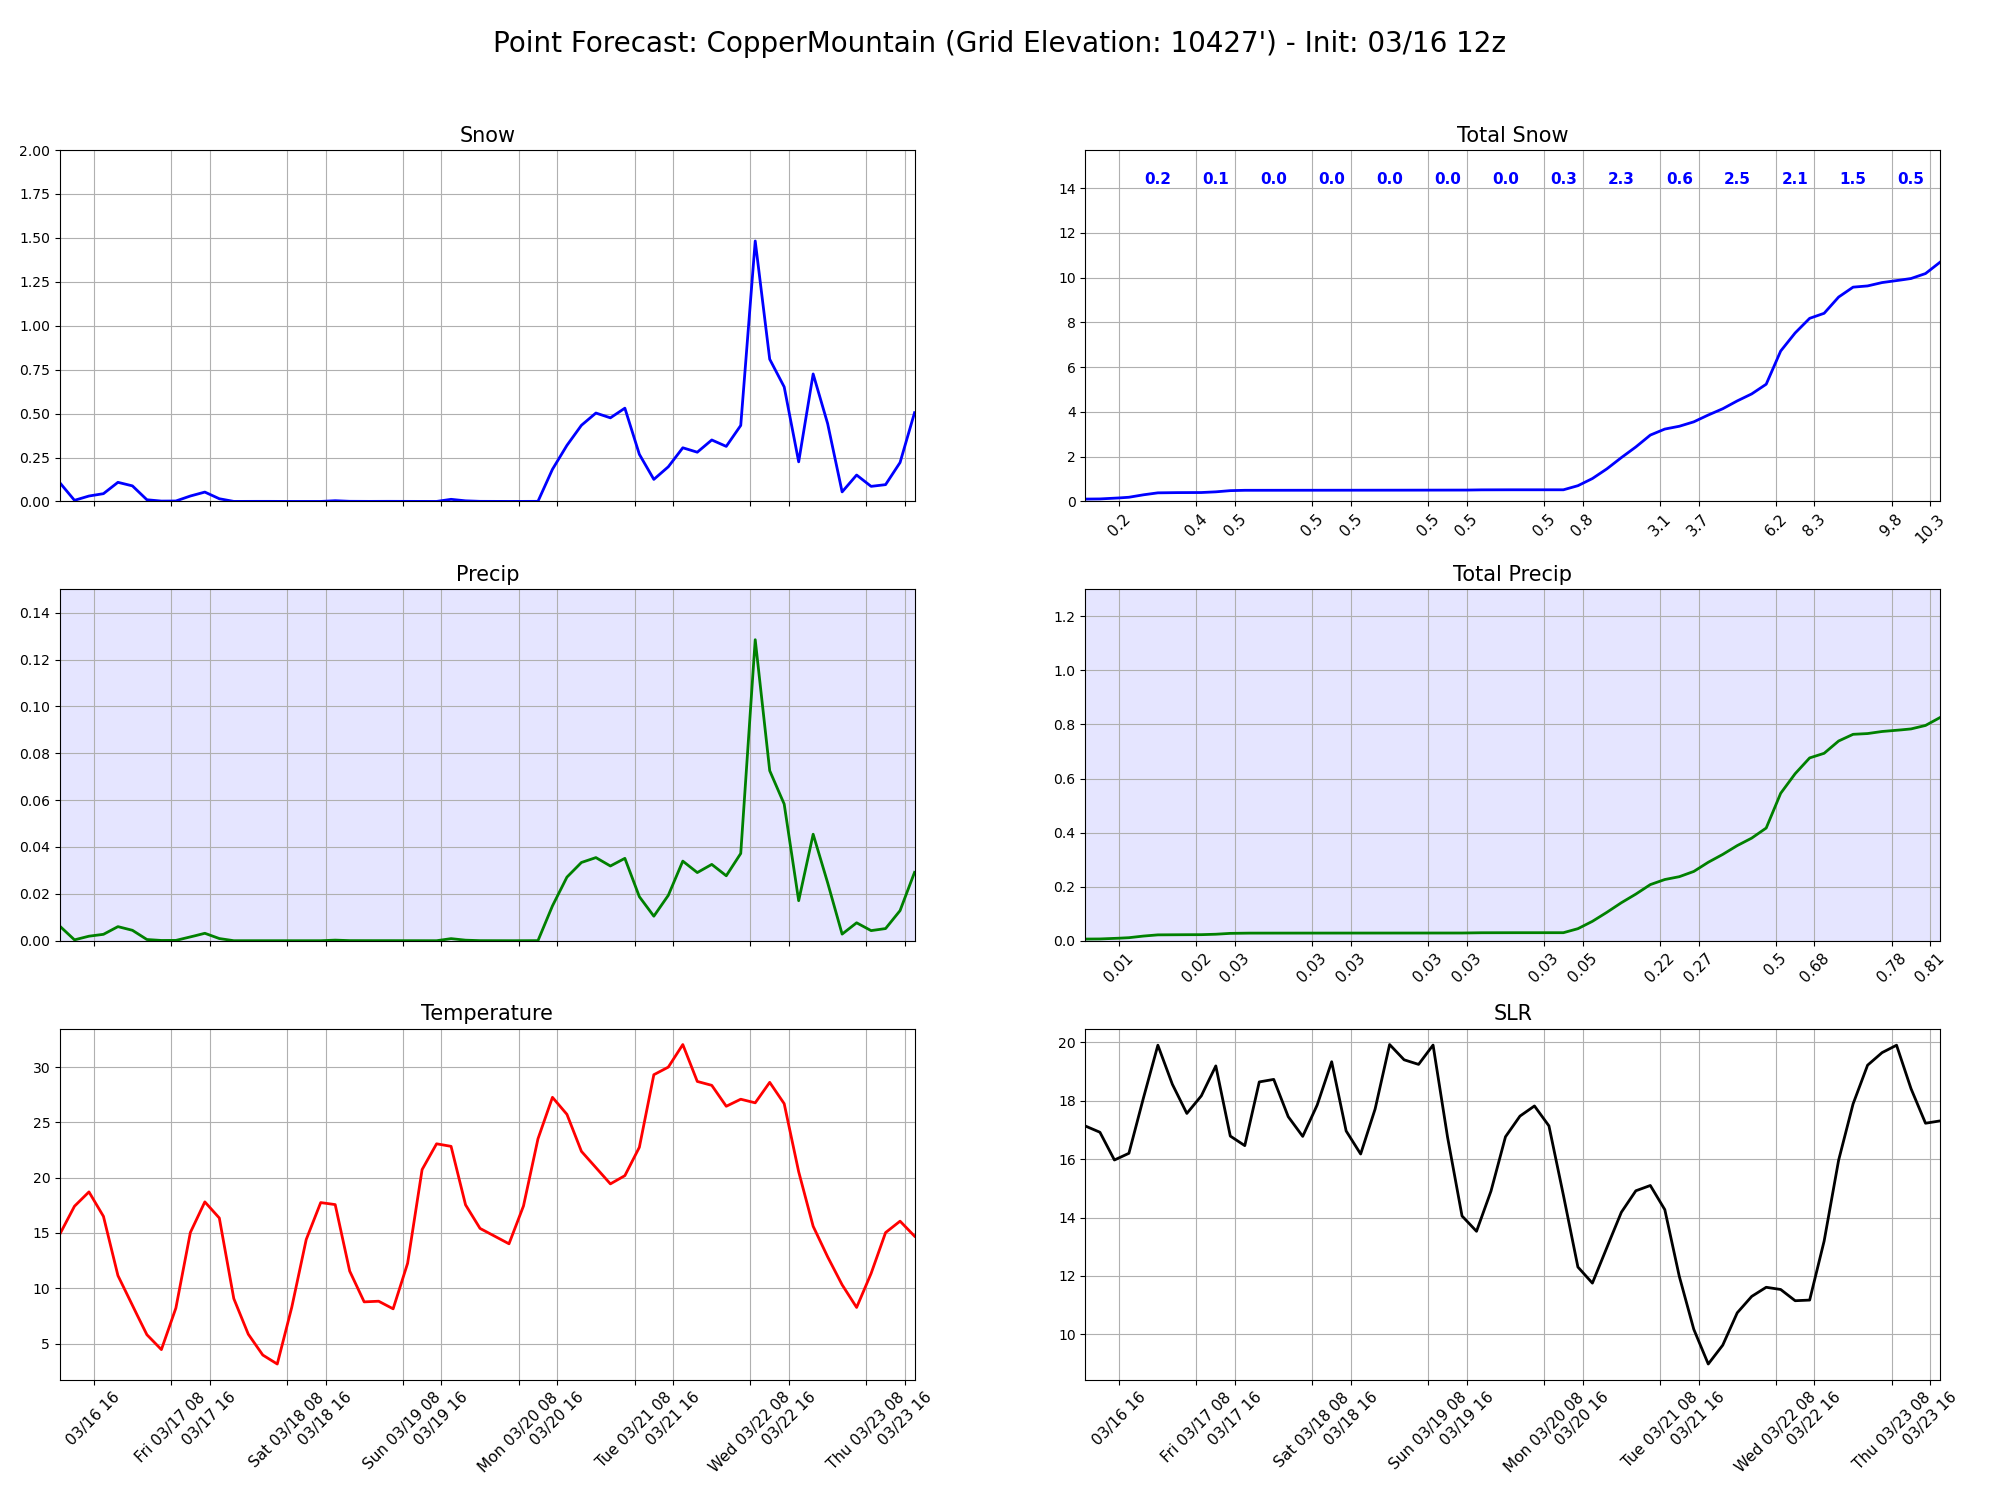 Point Forecast: CopperMountain (Grid Elevation: 10427') - Init: 03/16 12z
Snow
2.00
1.75
1.50
1.25
1.00
0.75
0.50
0.25
0.00
Total Snow
0.2 0.1 0.0 0.0 0.0 0.0 0.0 0.3 2.3 0.6 2.5 2.1 1.5 0.5
14
12
10
8
6
4
2
0
0.2 0.4 0.5 0.5 0.5 0.5 0.5 0.5 0.8 3.1 3.7 6.2 8.3 9.8 10.3
Precip
0.14
0.12
0.10
0.08
0.06
0.04
0.02
0.00
Total Precip
1.2
1.0
0.8
0.6
0.4
0.2
0.0
0.01 0.02 0.03 0.03 0.03 0.03 0.03 0.03 0.05 0.22 0.27 0.5 0.68 0.78 0.81
Temperature
30
25
20
15
10
5
03/16 16
Fri 03/17 08
03/17 16
Sat 03/18 08
03/18 16
Sun 03/19 08
03/19 16
Mon 03/20 08
03/20 16
Tue 03/21 08
03/21 16
Wed 03/22 08
03/22 16
Thu 03/23 08
03/23 16
SLR
20
18
16
14
12
10
03/16 16
Fri 03/17 08
03/17 16
Sat 03/18 08
03/18 16
Sun 03/19 08
03/19 16
Mon 03/20 08
03/20 16
Tue 03/21 08
03/21 16
Wed 03/22 08
03/22 16
Thu 03/23 08
03/23 16